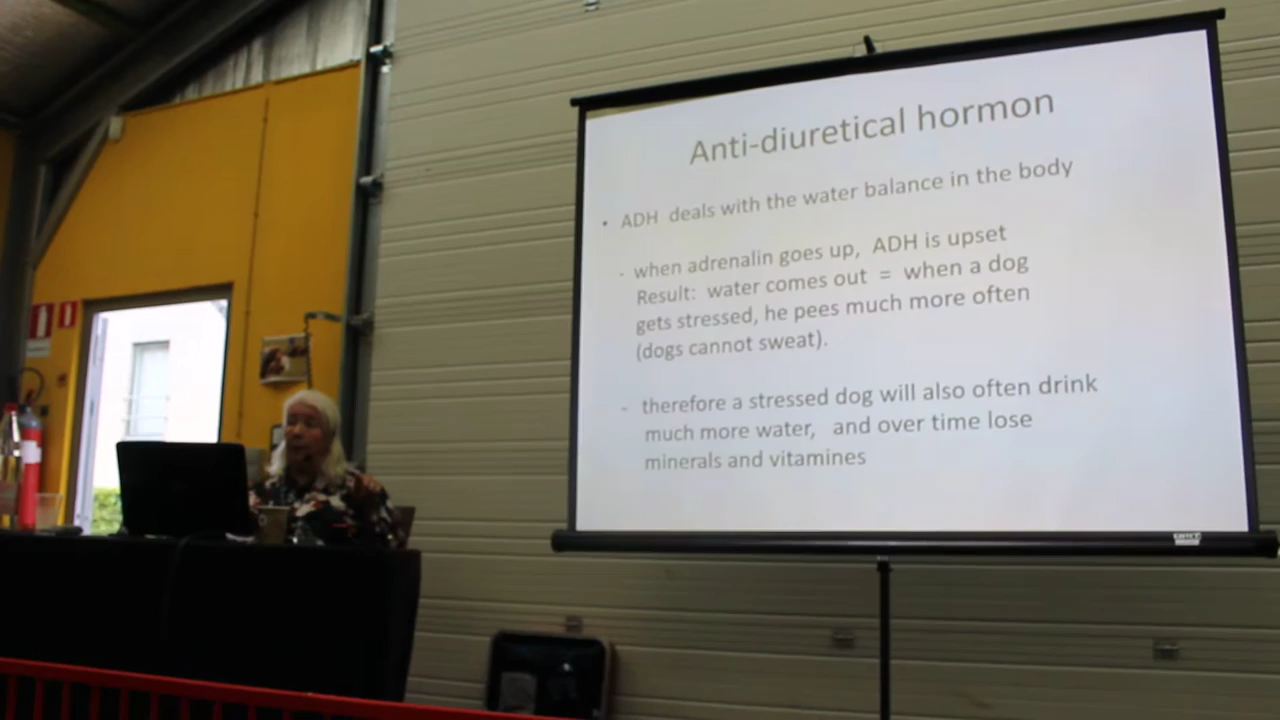 Anti-diuretical hormon
• ADH deals with the water balance in the body
- when adrenalin goes up, ADH is upset
Result: water comes out = when a dog
gets stressed, he pees much more often
(dogs cannot sweat).
- therefore a stressed dog will also often drink
much more water, and over time lose
minerals and vitamines